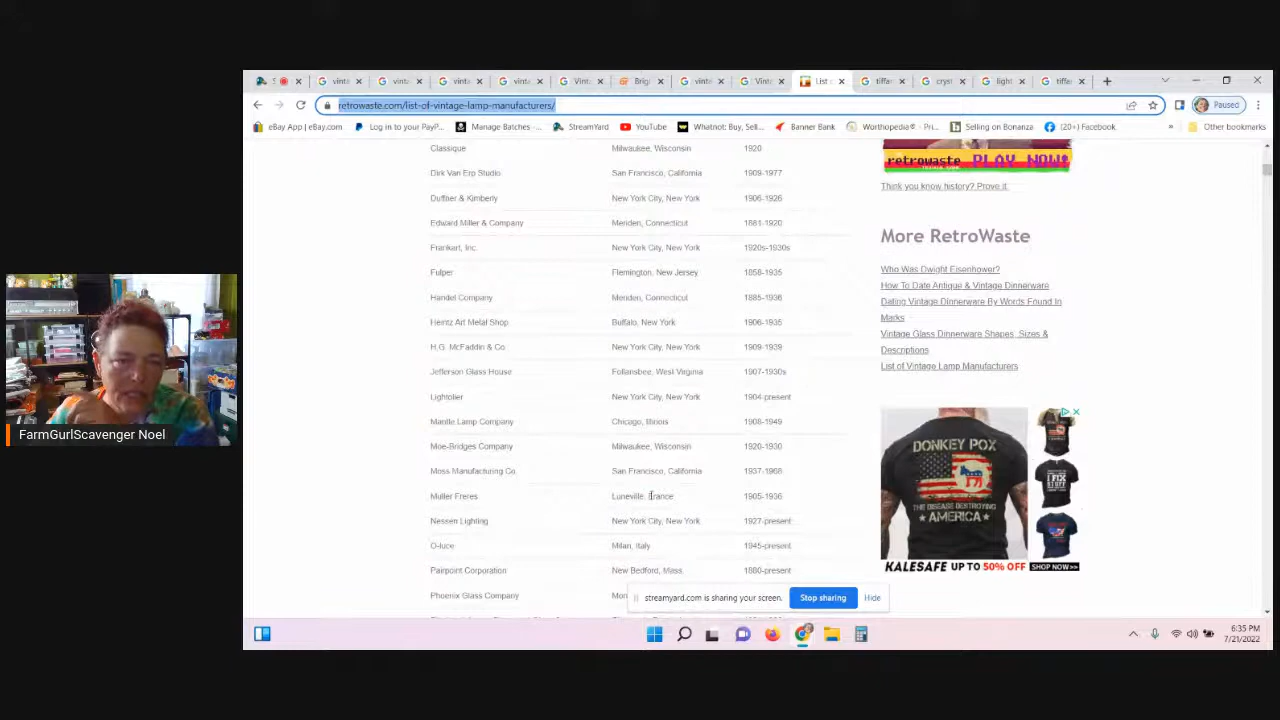 List
retrowaste.com/list-of-vintage-lamp-manufacturers/
Paused
eBay App | eBay.com
Log in to your PayP...
Manage Batches -...
StreamYard
YouTube
Whatnot: Buy, Sell,...
Banner Bank
Worthopedia® - Pri...
Selling on Bonanza
(20+) Facebook
»
Other bookmarks
Classique Milwaukee, Wisconsin 1920
Dirk Van Erp Studio San Francisco, California 1909-1977
Duffner & Kimberly New York City, New York 1906-1926
Edward Miller & Company Meriden, Connecticut 1881-1920
Frankart, Inc. New York City, New York 1920s-1930s
Fulper Flemington, New Jersey 1858-1935
Handel Company Meriden, Connecticut 1885-1936
Heintz Art Metal Shop Buffalo, New York 1906-1935
H.G. McFaddin & Co. New York City, New York 1909-1939
Jefferson Glass House Follansbee, West Virginia 1907-1930s
Lightolier New York City, New York 1904-present
Mantle Lamp Company Chicago, Illinois 1908-1949
Moe-Bridges Company Milwaukee, Wisconsin 1920-1930
Moss Manufacturing Co. San Francisco, California 1937-1968
Muller Freres Luneville, France 1905-1936
Nessen Lighting New York City, New York 1927-present
O-luce Milan, Italy 1945-present
Pairpoint Corporation New Bedford, Mass. 1880-present
Phoenix Glass Company Mon
retrowaste PLAY NOW!
Think you know history? Prove it.
More RetroWaste
Who Was Dwight Eisenhower?
How To Date Antique & Vintage Dinnerware
Dating Vintage Dinnerware By Words Found In
Marks
Vintage Glass Dinnerware Shapes, Sizes &
Descriptions
List of Vintage Lamp Manufacturers
DONKEY POX
THE DISEASE DESTROYING
★AMERICA★
I FIX
STUFF
KALESAFE UP TO 50% OFF SHOP NOW>>
streamyard.com is sharing your screen.
Stop sharing
Hide
FarmGurlScavenger Noel
6:35 PM
7/21/2022